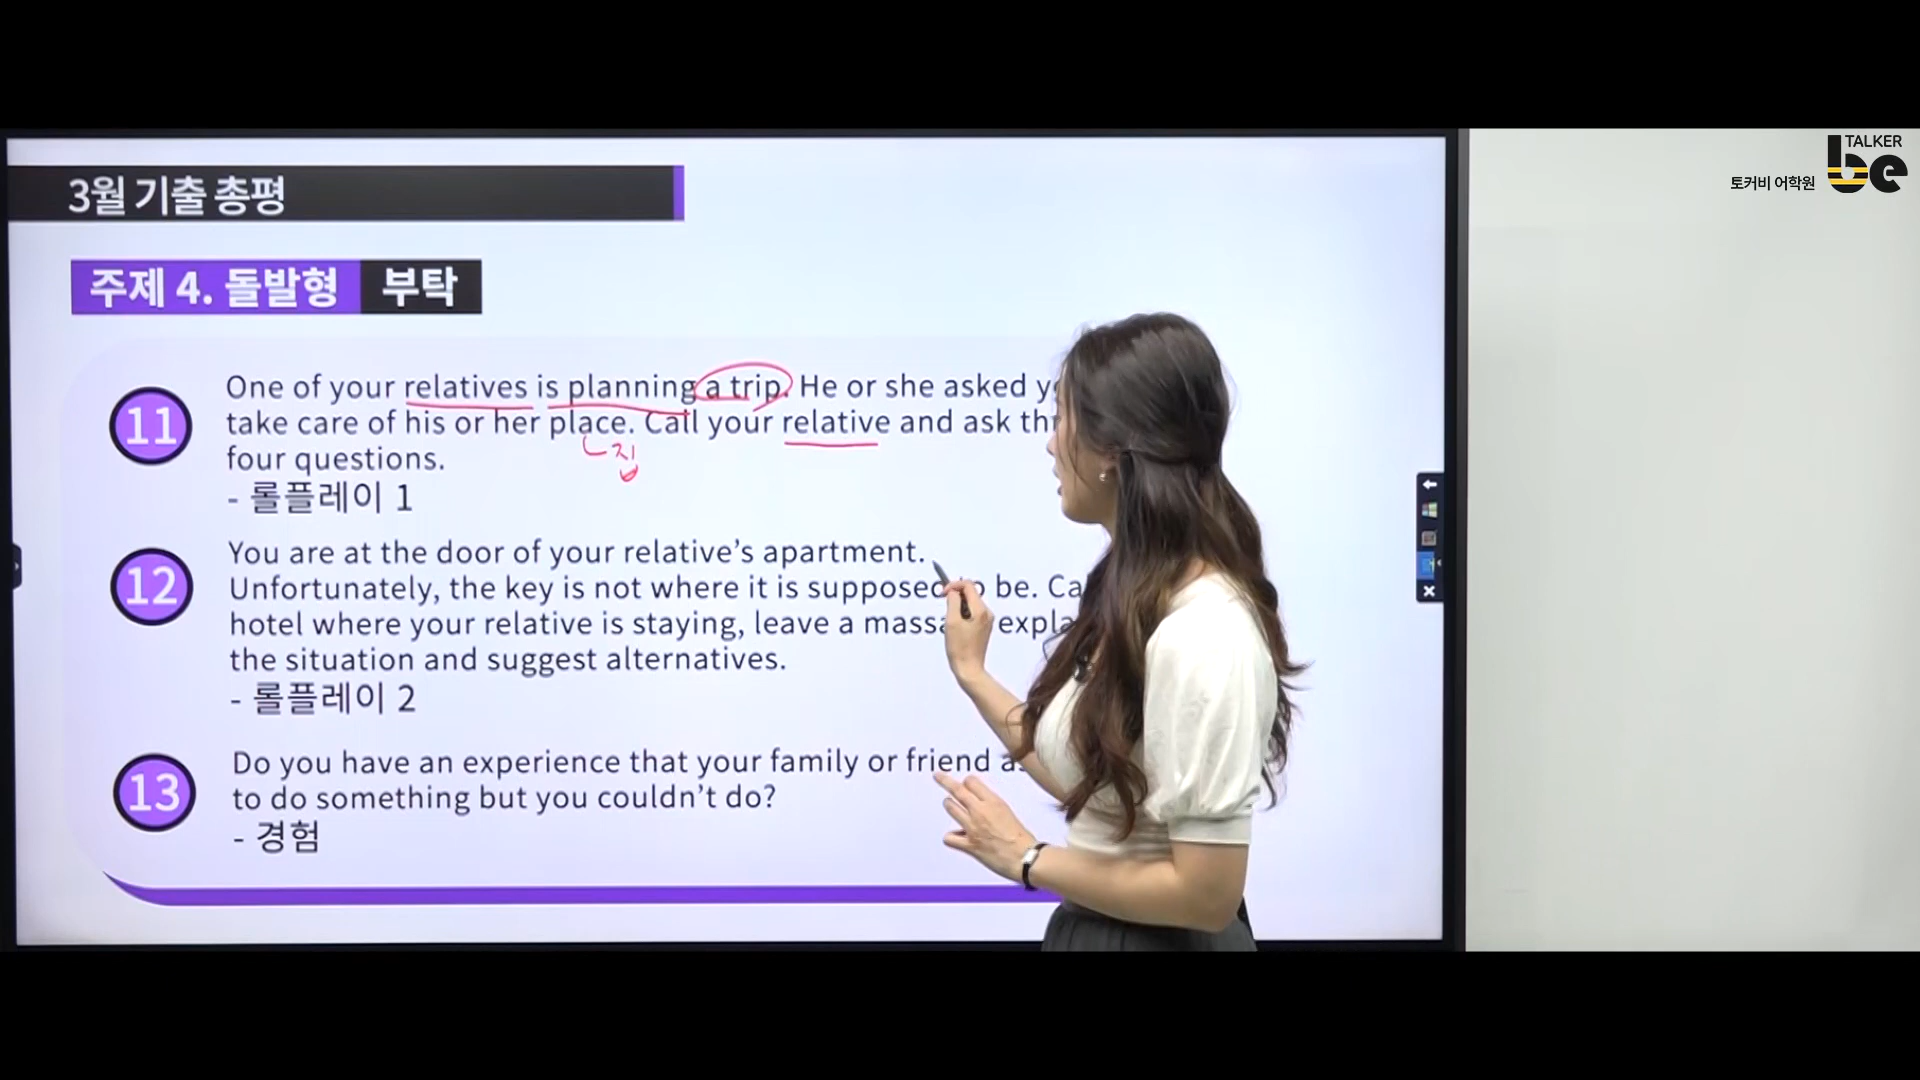 TALKER
be
토커비 어학원
3월 기출 총평
주제 4. 돌발형 부탁
11
One of your relatives is planning a trip. He or she asked
take care of his or her place. Call your relative and ask
four questions.
집
- 롤플레이 1
12
You are at the door of your relative's apartment.
Unfortunately, the key is not where it is supposed to be.
hotel where your relative is staying, leave a
the situation and suggest alternatives.
- 롤플레이 2
13
Do you have an experience that your family or friend
to do something but you couldn't do?
- 경험